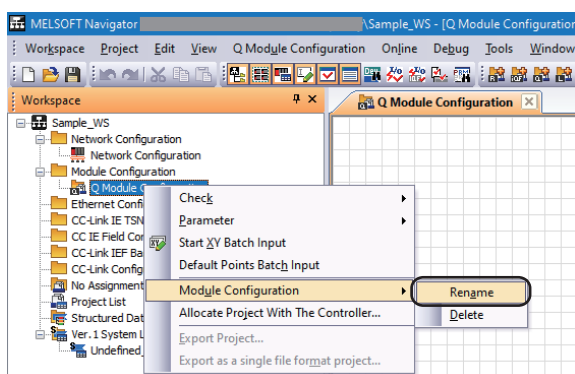 MELSOFT Navigator \Sample_WS - [Q Module Configuration
Workspace Project Edit View Q Module Configuration Online Debug Tools Window
Workspace
Q Module Configuration
Sample_WS
Network Configuration
Network Configuration
Module Configuration
Q Module
Ethernet Confi
CC-Link IE TSN
CC IE Field Con
CC-Link IEF Ba
CC-Link Config
No Assignment
Project List
Structured Dat
Ver. 1 System L
Undefined_
Check
Parameter
Start XY Batch Input
Default Points Batch Input
Module Configuration
Allocate Project With The Controller...
Export Project...
Export as a single file format project...
Rename
Delete